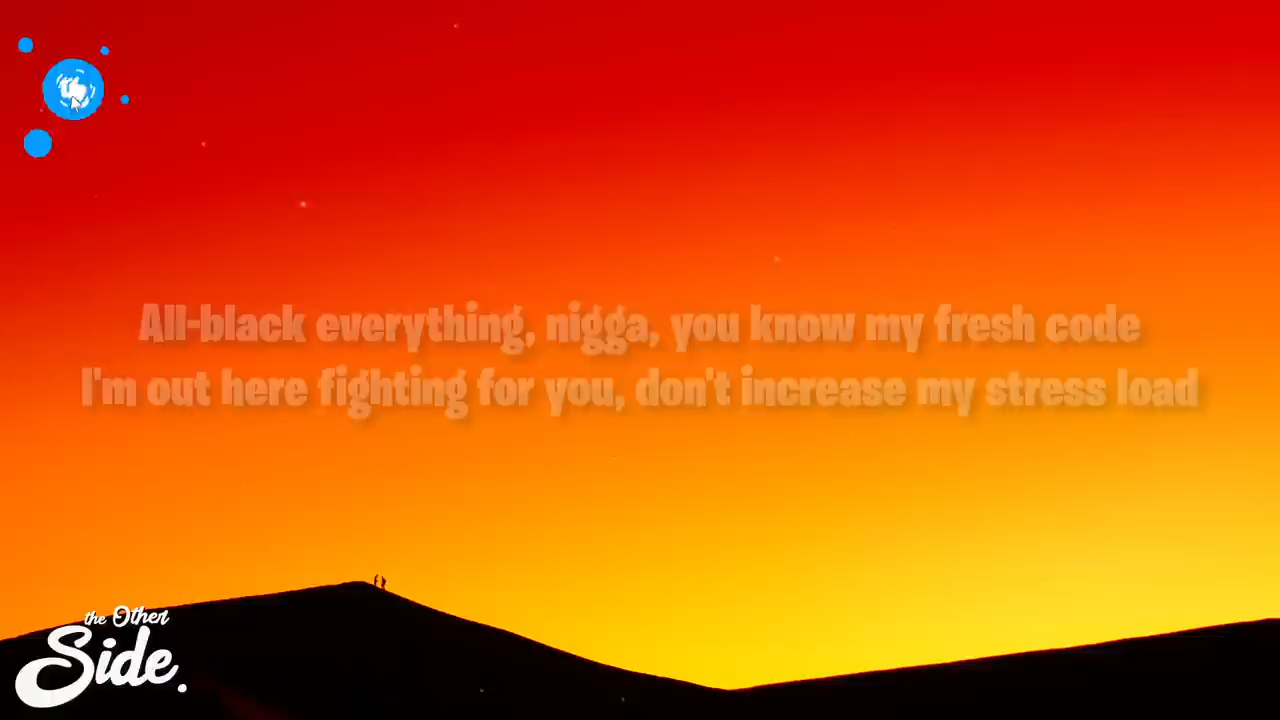 All-black everything, nigga, you know my fresh code
I'm out here fighting for you, don't increase my stress load
the Other
Side.